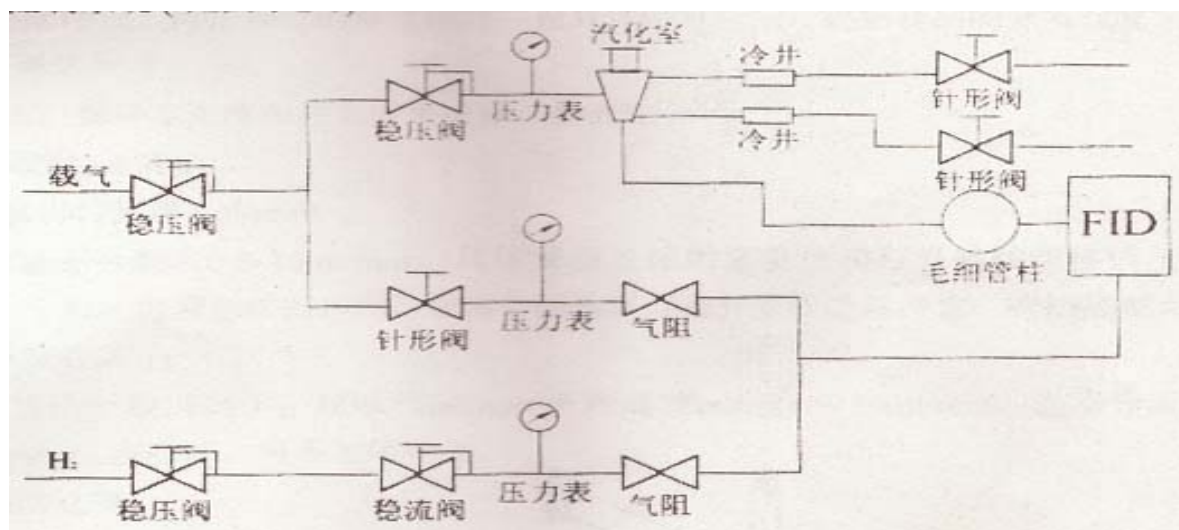 汽化室
冷井
针形阀
稳压阀
压力表
冷井
针形阀
载气
稳压阀
FID
毛细管柱
针形阀
压力表
气阻
H₂
稳压阀
稳流阀
压力表
气阻